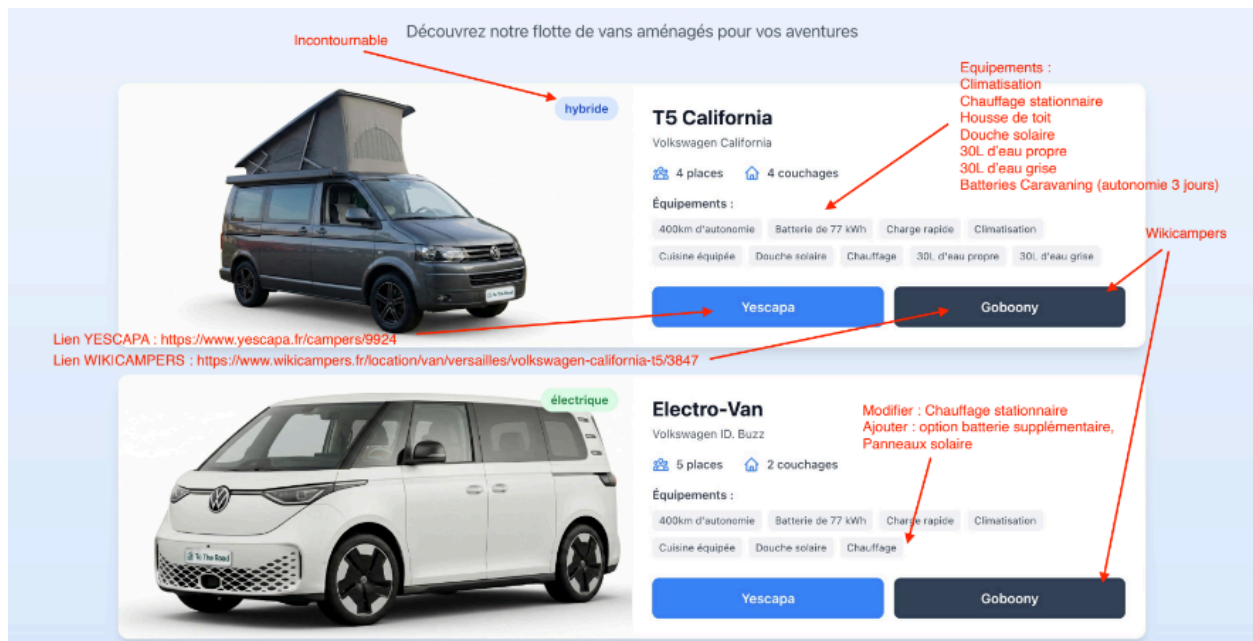 Découvrez notre flotte de vans aménagés pour vos aventures
Incontournable
hybride
T5 California
Volkswagen California
4 places
4 couchages
Équipements :
400km d'autonomie
Batterie de 77 kWh
Charge rapide
Climatisation
Cuisine équipée
Douche solaire
Chauffage
30L d'eau propre
30L d'eau grise
Yescapa
Goboony
Equipements :
Climatisation
Chauffage stationnaire
Housse de toit
Douche solaire
30L d'eau propre
30L d'eau grise
Batteries Caravaning (autonomie 3 jours)
Wikicampers
To The Road
Lien YESCAPA : https://www.yescapa.fr/campers/9924
Lien WIKICAMPERS : https://www.wikicampers.fr/location/van/versailles/volkswagen-california-t5/3847
électrique
Electro-Van
Volkswagen ID. Buzz
5 places
2 couchages
Équipements :
400km d'autonomie
Batterie de 77 kWh
Charge rapide
Climatisation
Cuisine équipée
Douche solaire
Chauffage
Yescapa
Goboony
Modifier : Chauffage stationnaire
Ajouter : option batterie supplémentaire,
Panneaux solaire
To The Road